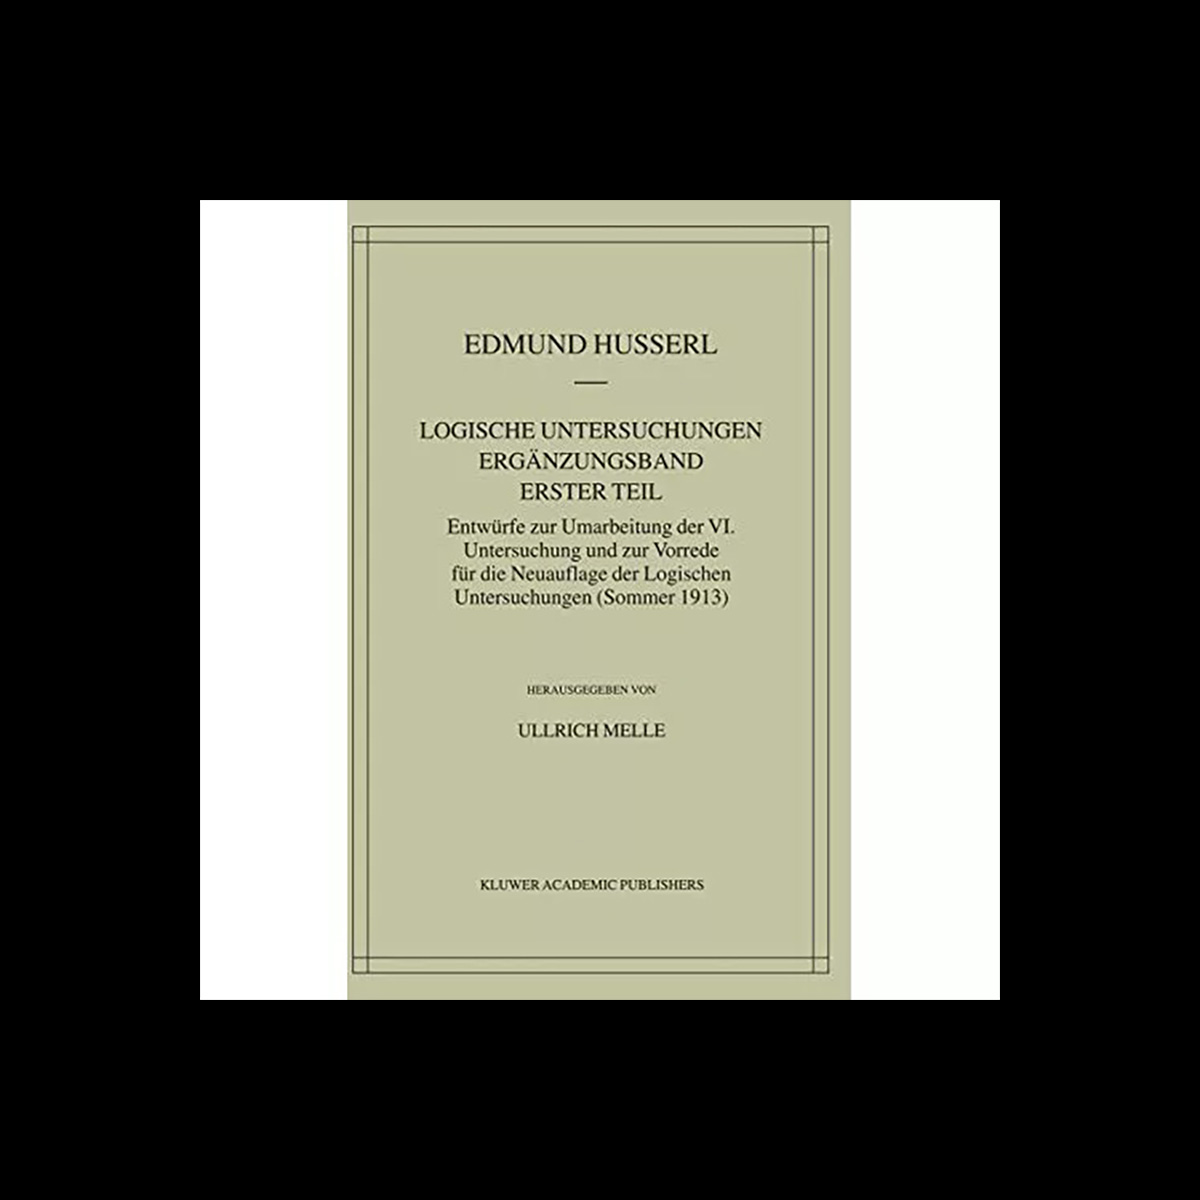 EDMUND HUSSERL
LOGISCHE UNTERSUCHUNGEN
ERGÄNZUNGSBAND
ERSTER TEIL
Entwürfe zur Umarbeitung der VI.
Untersuchung und zur Vorrede
für die Neuauflage der Logischen
Untersuchungen (Sommer 1913)
HERAUSGEGEBEN VON
ULLRICH MELLE
KLUWER ACADEMIC PUBLISHERS